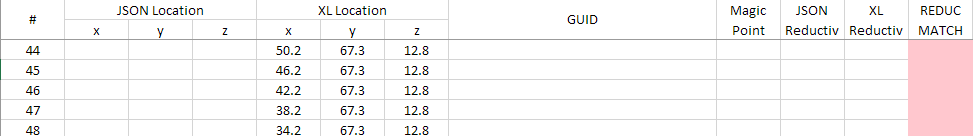 # JSON Location XL Location GUID Magic Point JSON Reductiv XL Reductiv REDUC MATCH
x y z x y z
44 50.2 67.3 12.8
45 46.2 67.3 12.8
46 42.2 67.3 12.8
47 38.2 67.3 12.8
48 34.2 67.3 12.8